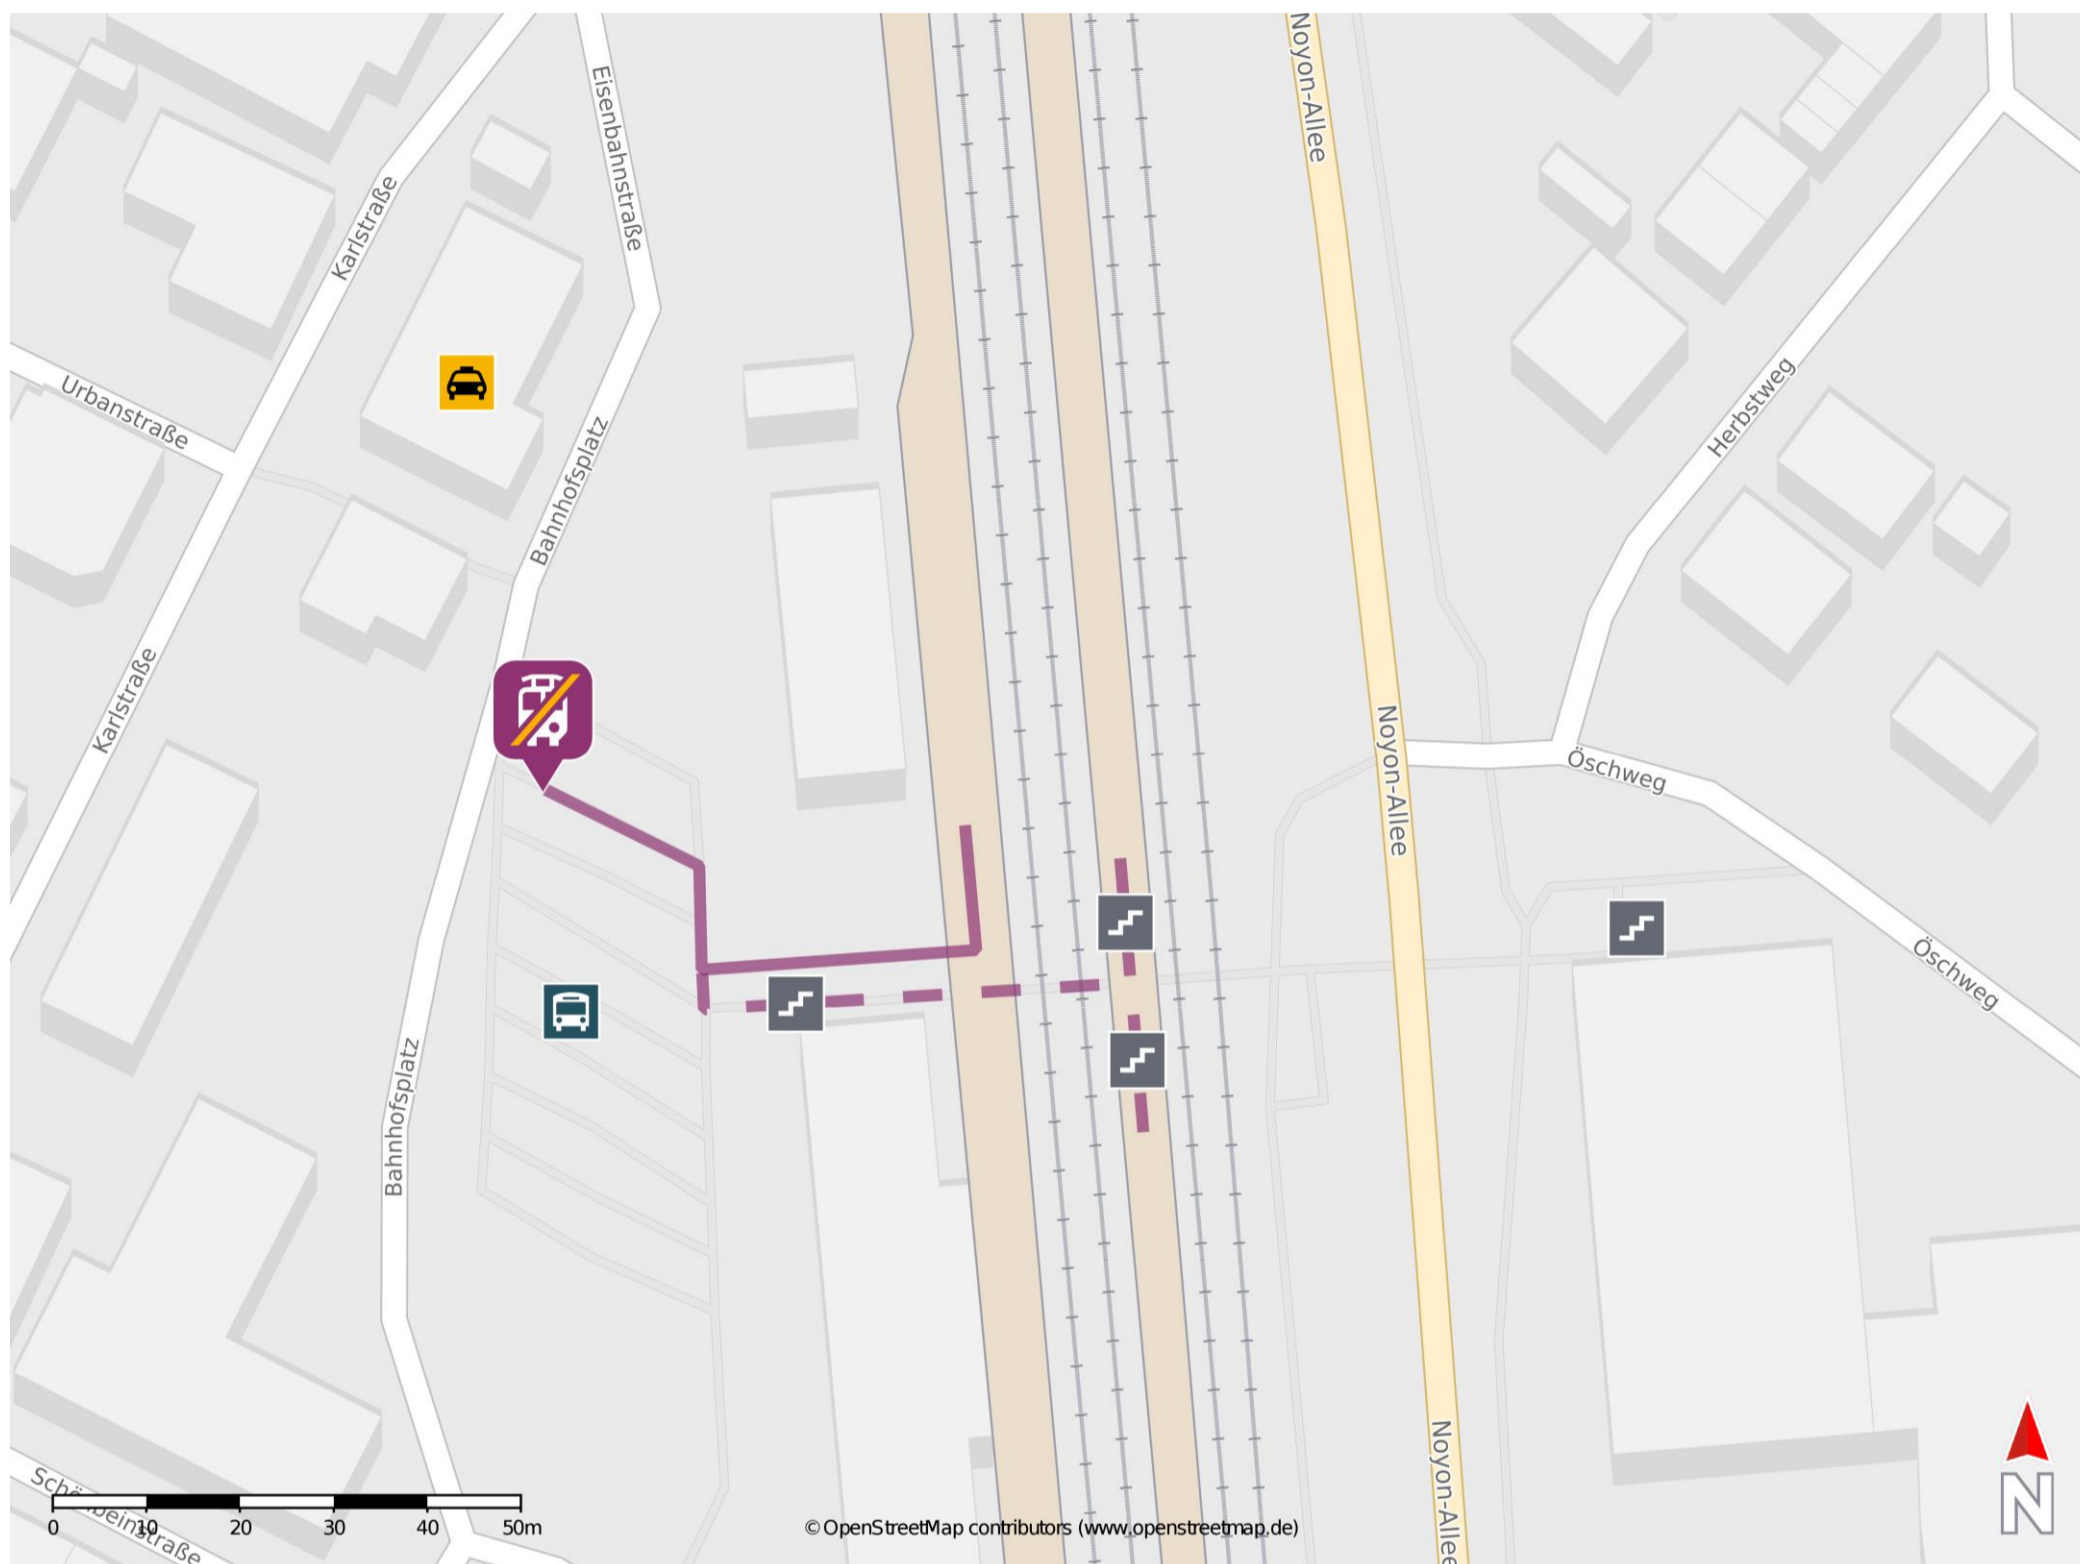 Noyon-Allee
Eisenbahnstraße
Karlstraße
Urbanstraße
Herbstweg
Bahnhofsplatz
Karlstraße
Noyon-Allee
Öschweg
Öschweg
Bahnhofsplatz
Noyon-Allee
Schönbeinstraße
0 10 20 30 40 50m
© OpenStreetMap contributors (www.openstreetmap.de)
N